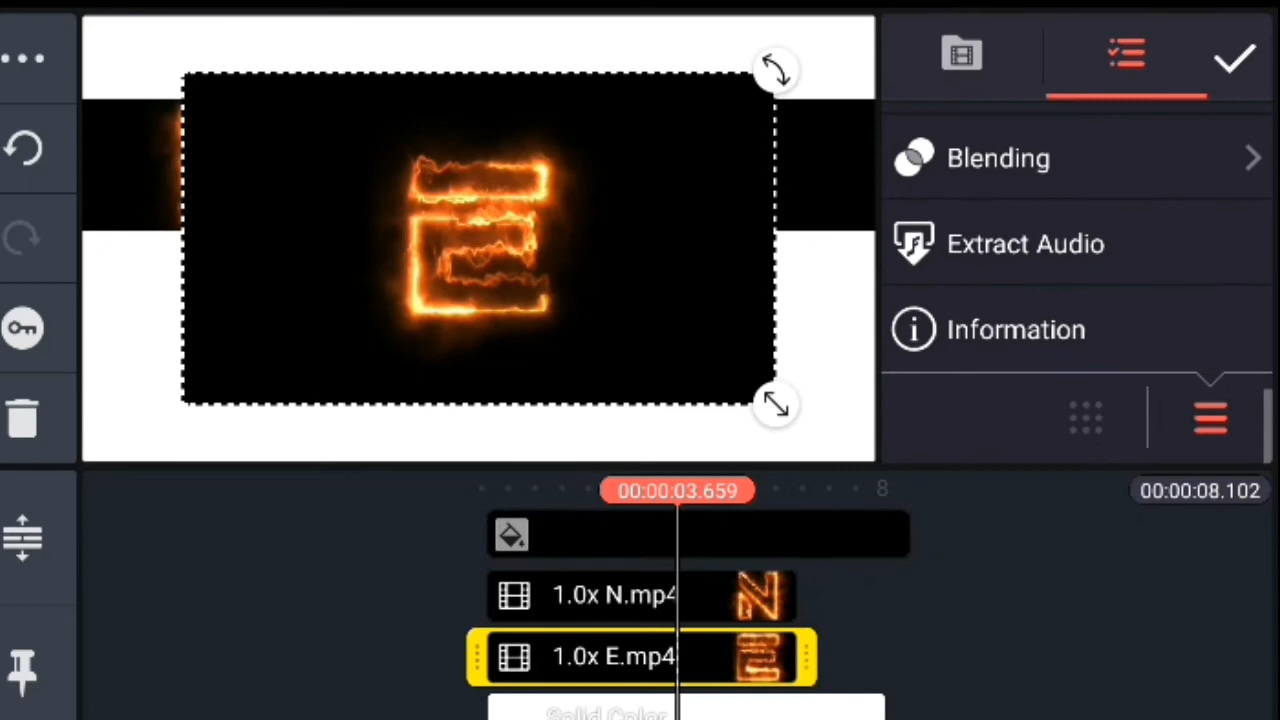 Blending
Extract Audio
Information
00:00:03.659
8
00:00:08.102
1.0x N.mp4
N
1.0x E.mp4
E
Solid Color
E